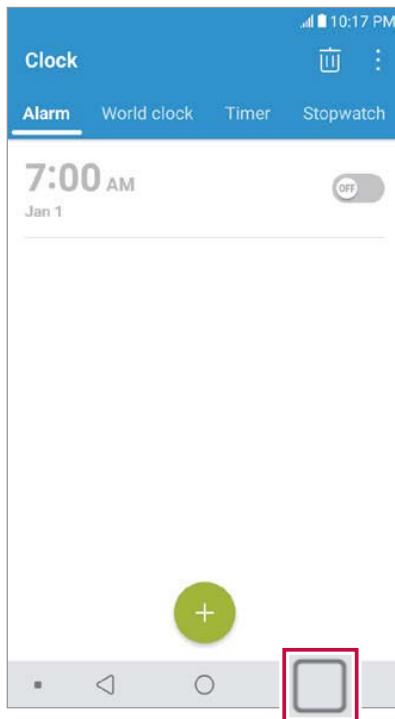 10:17 PM
Clock
Alarm World clock Timer Stopwatch
7:00 AM
OFF
Jan 1
+